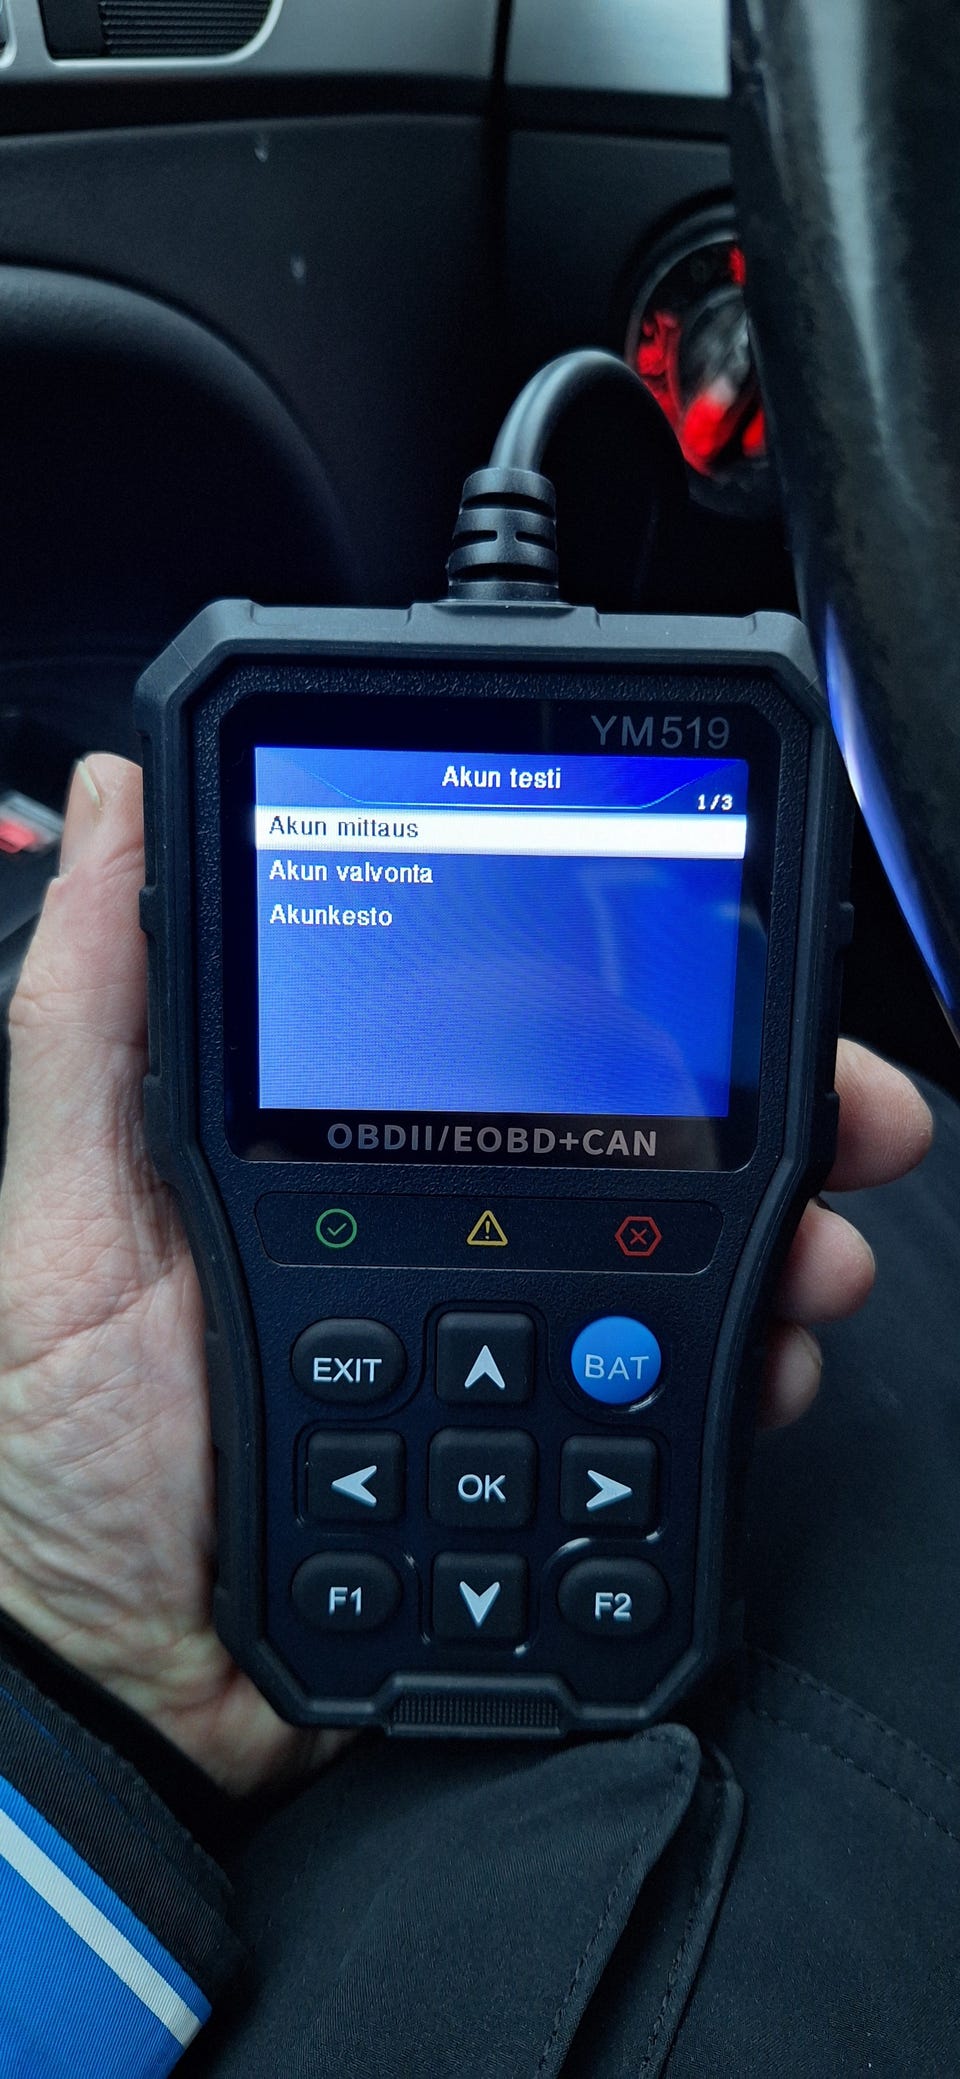 YM519
Akun testi
1/3
Akun mittaus
Akun valvonta
Akunkesto
OBDII/EOBD+CAN
EXIT
BAT
OK
F1
F2